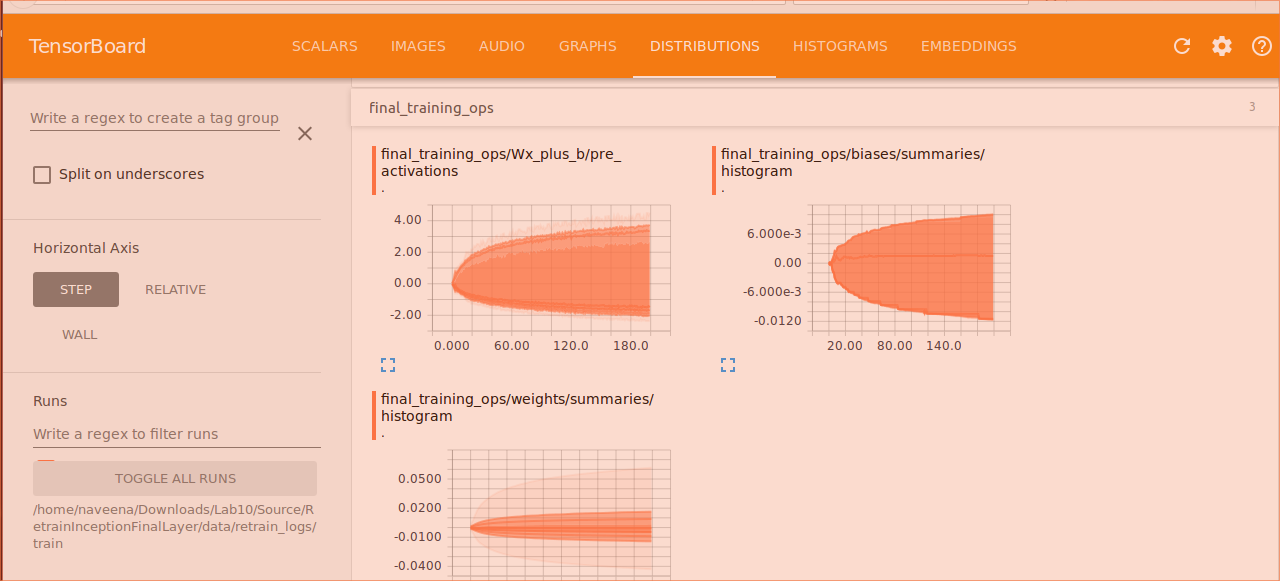 TensorBoard SCALARS IMAGES AUDIO GRAPHS DISTRIBUTIONS HISTOGRAMS EMBEDDINGS
Write a regex to create a tag group
Split on underscores
Horizontal Axis
STEP RELATIVE
WALL
Runs
Write a regex to filter runs
TOGGLE ALL RUNS
/home/naveena/Downloads/Lab10/Source/R
etrainInceptionFinalLayer/data/retrain_logs/
train
final_training_ops 3
final_training_ops/Wx_plus_b/pre_
activations
.
4.00
2.00
0.00
-2.00
0.000 60.00 120.0 180.0
final_training_ops/biases/summaries/
histogram
.
6.000e-3
0.00
-6.000e-3
-0.0120
20.00 80.00 140.0
final_training_ops/weights/summaries/
histogram
.
0.0500
0.0200
-0.0100
-0.0400